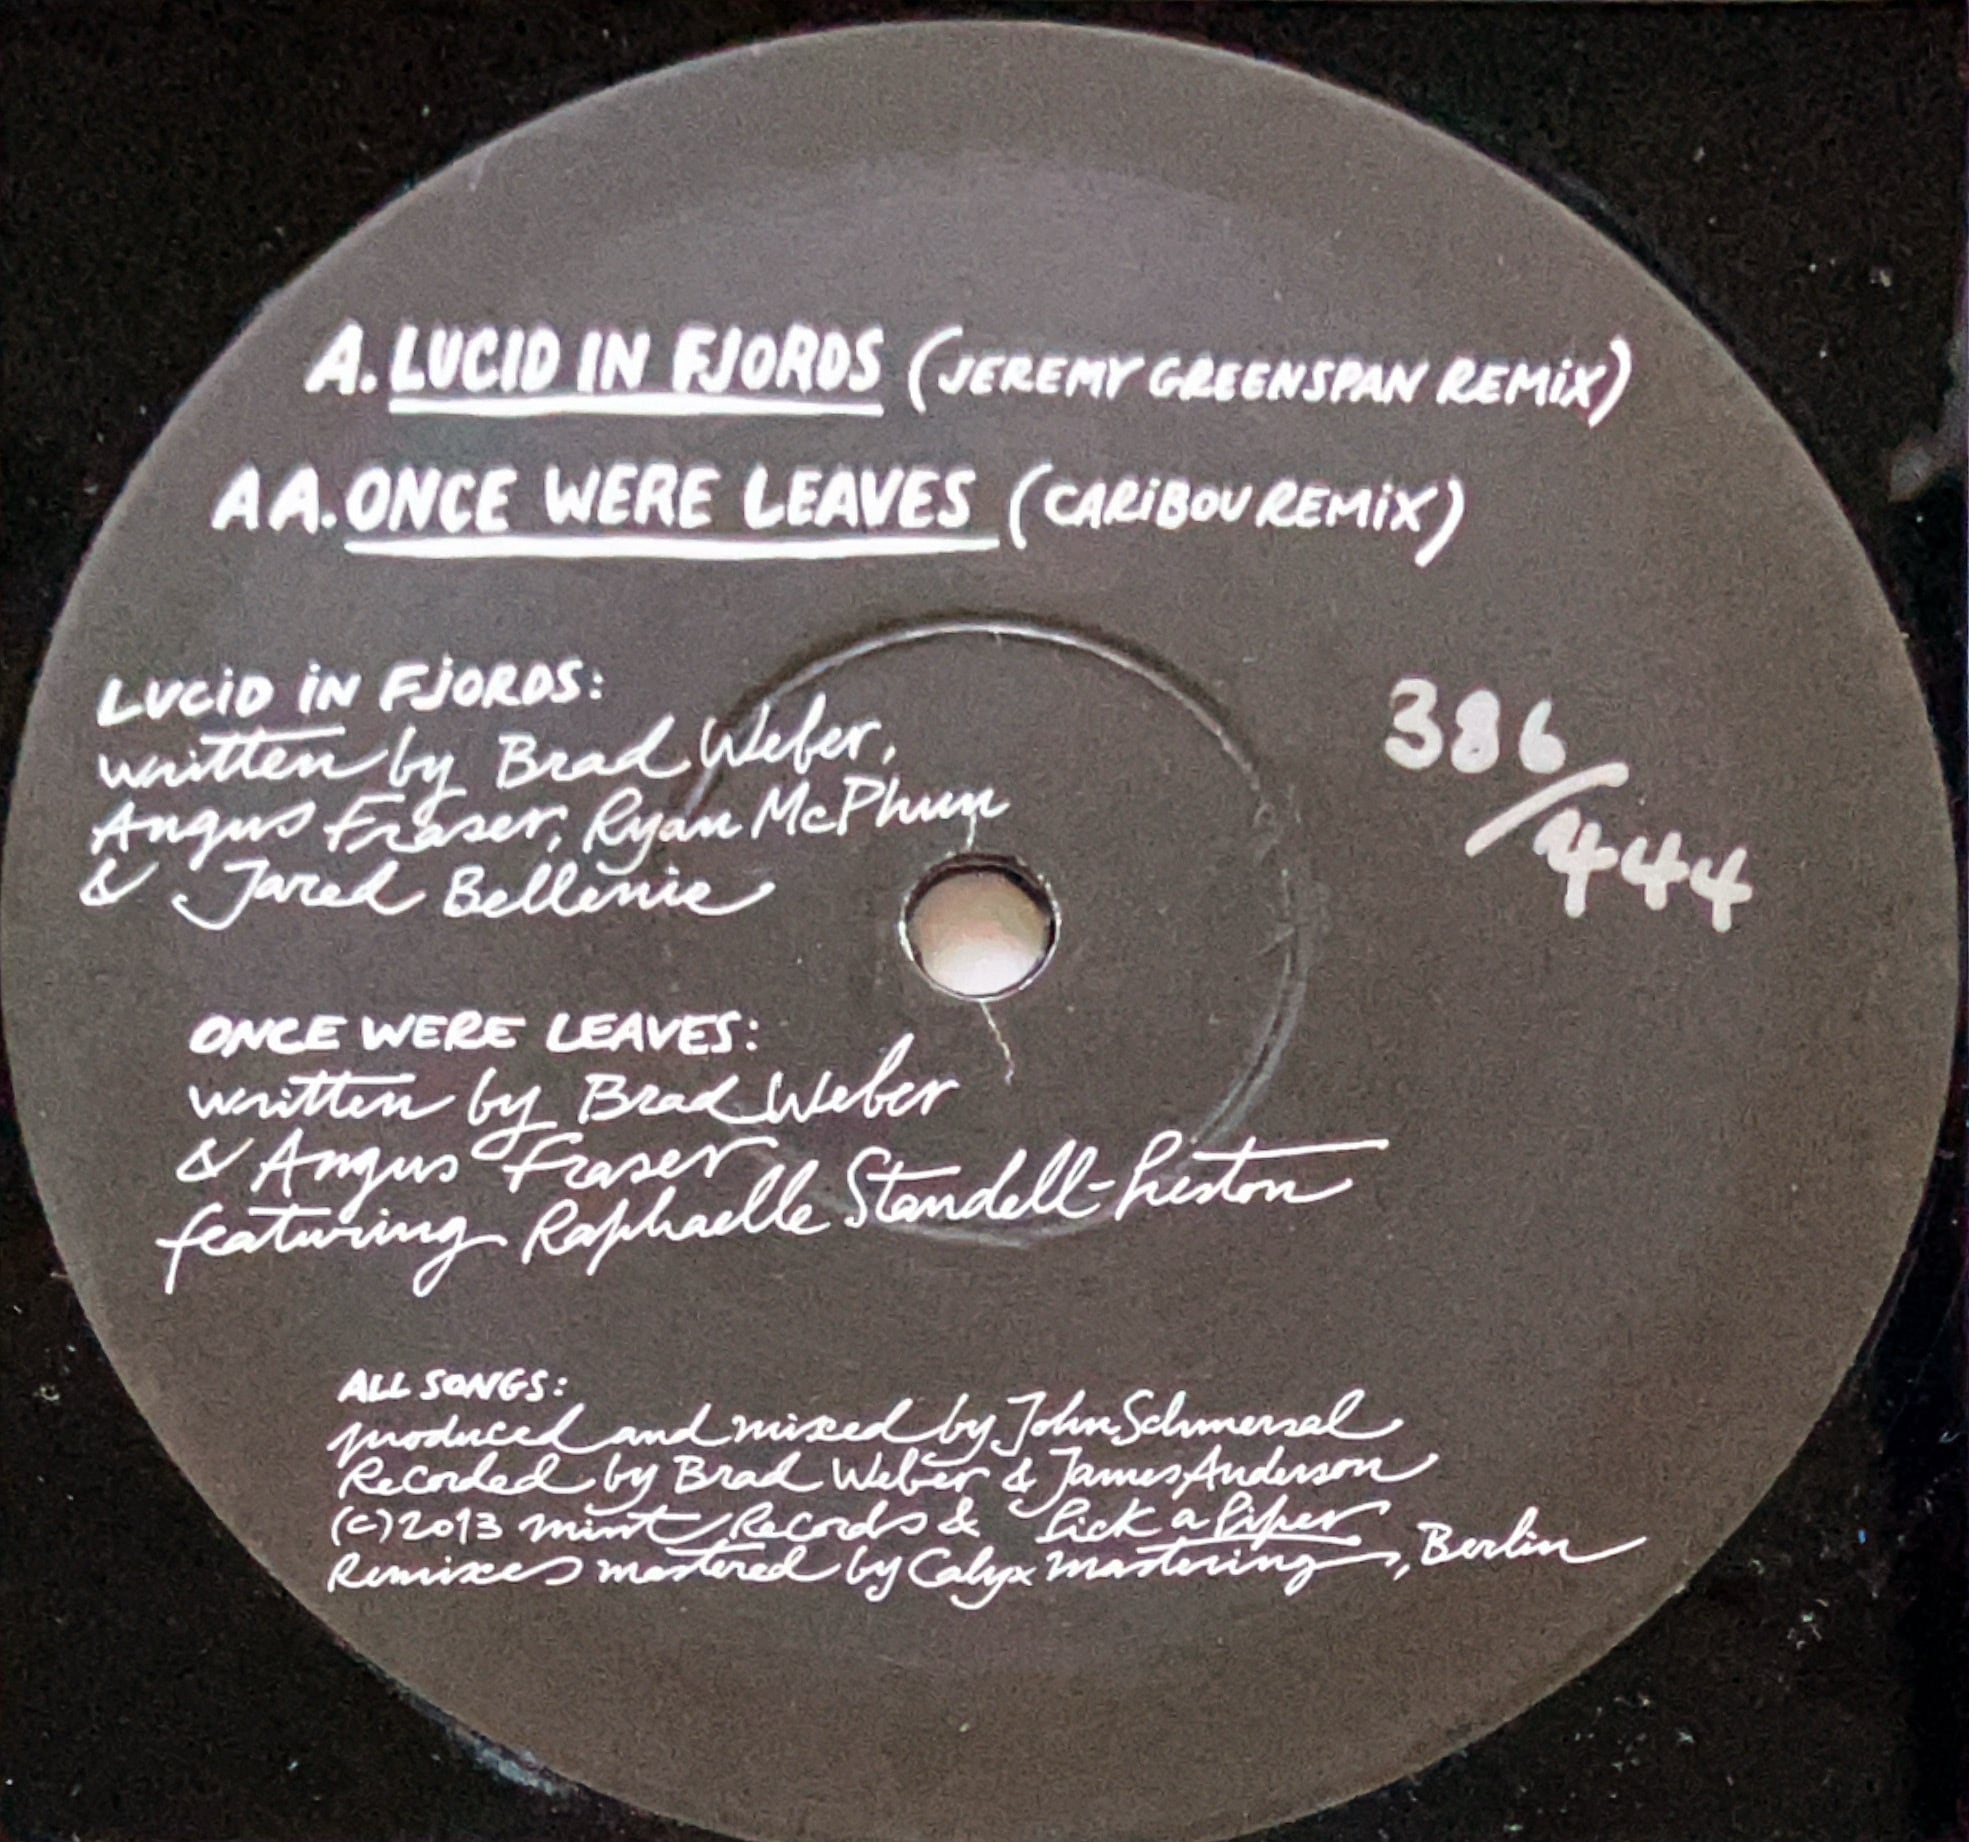 A. LUCID IN FJORDS (JEREMY GREENSPAN REMiX)
AA. ONCE WERE LEAVES (CARiBOU REMiX)
LUCiD iN FJORDS:
written by Brad Weber,
Angus Fraser, Ryan McPhun
& Jared Bellenie
386/444
ONCE WERE LEAVES:
written by Brad Weber
& Angus Fraser
featuring Raphaelle Standell-Preston
ALL SONGS:
produced and mixed by John Schmersal
Recorded by Brad Weber & James Anderson
(c) 2013 mint Records & Pick a Piper
Remixes mastered by Calyx mastering, Berlin